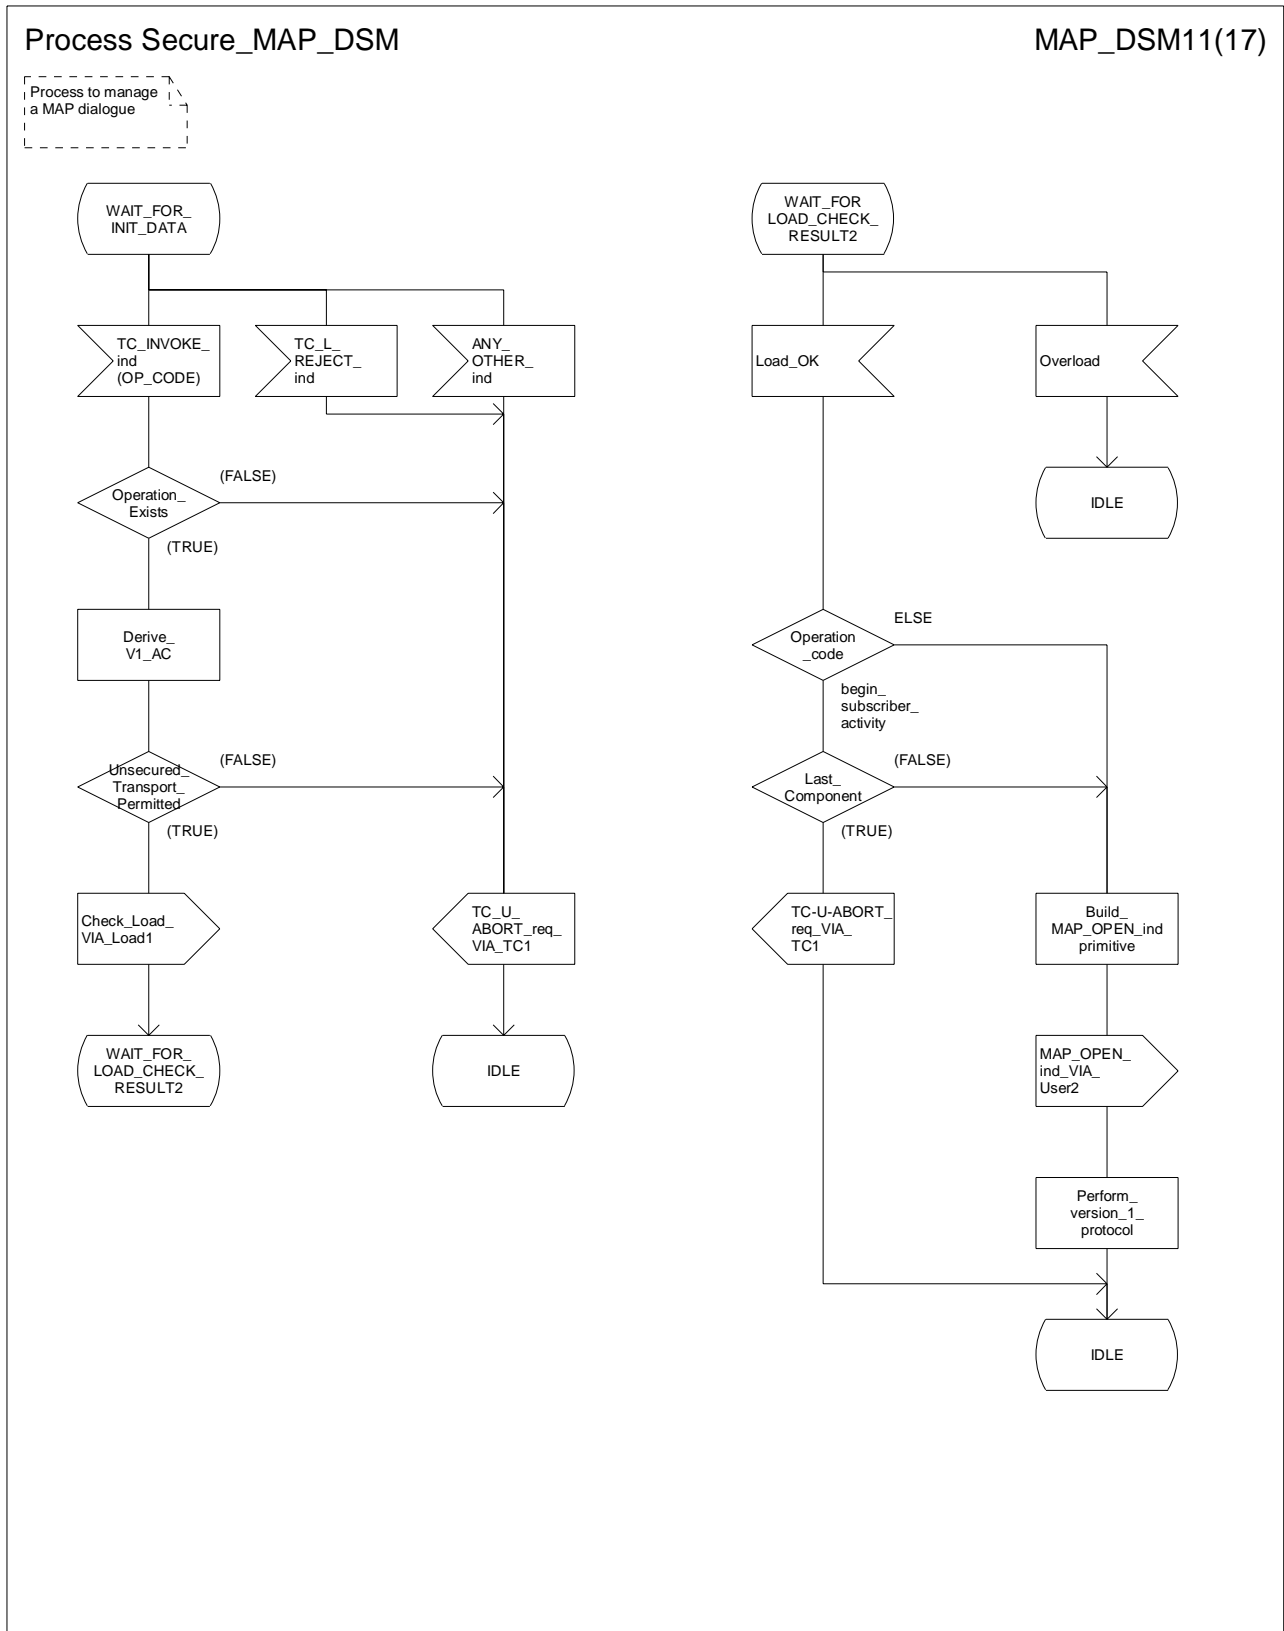 Process Secure_MAP_DSM
MAP_DSM11(17)
Process to manage
a MAP dialogue
WAIT_FOR_
INIT_DATA
TC_INVOKE_
ind
(OP_CODE)
TC_L_
REJECT_
ind
ANY_
OTHER_
ind
Operation_
Exists
(FALSE)
(TRUE)
Derive_
V1_AC
Unsecured_
Transport_
Permitted
(FALSE)
(TRUE)
Check_Load_
VIA_Load1
TC_U_
ABORT_req_
VIA_TC1
WAIT_FOR_
LOAD_CHECK_
RESULT2
IDLE
WAIT_FOR
LOAD_CHECK_
RESULT2
Load_OK
Overload
IDLE
Operation
_code
ELSE
begin_
subscriber_
activity
Last_
Component
(FALSE)
(TRUE)
TC-U-ABORT_
req_VIA_
TC1
Build_
MAP_OPEN_ind
primitive
MAP_OPEN_
ind_VIA_
User2
Perform_
version_1_
protocol
IDLE